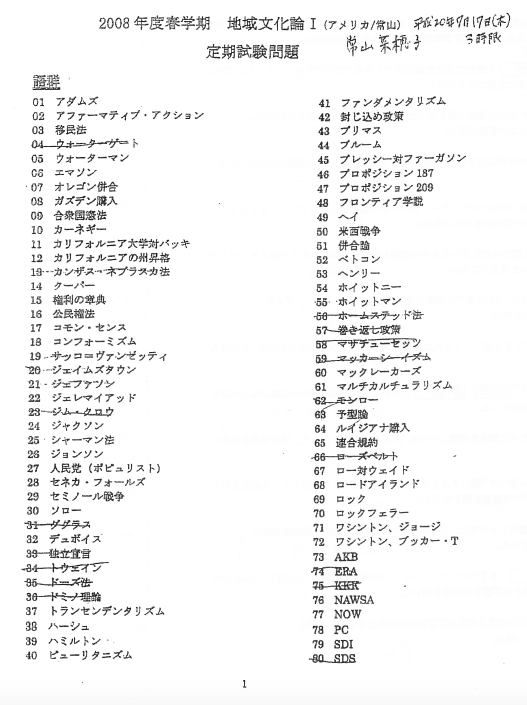 2008 年度春学期 地域文化論 I (アメリカ/常山) 平成20年7月17日(木)
定期試験問題 常山菜穂子 3時限
語群
01 アダムズ
02 アファーマティブ・アクション
03 移民法
04 ウォーターゲート
05 ウォーターマン
06 エマソン
07 オレゴン併合
08 ガズデン購入
09 合衆国憲法
10 カーネギー
11 カリフォルニア大学対バッキ
12 カリフォルニアの州昇格
13 カンザス・ネブラスカ法
14 クーパー
15 権利の章典
16 公民権法
17 コモン・センス
18 コンフォーミズム
19 サッコ＝ヴァンゼッティ
20 ジェイムズタウン
21 ジェファソン
22 ジェレマイアッド
23 ジム・クロウ
24 ジャクソン
25 シャーマン法
26 ジョンソン
27 人民党（ポピュリスト）
28 セネカ・フォールズ
29 セミノール戦争
30 ソロー
31 ダグラス
32 デュボイス
33 独立宣言
34 トウェイン
35 ドーズ法
36 ドミノ理論
37 トランセンデンタリズム
38 ハーシュ
39 ハミルトン
40 ピューリタニズム
41 ファンダメンタリズム
42 封じ込め政策
43 プリマス
44 ブルーム
45 プレッシー対ファーガソン
46 プロポジション 187
47 プロポジション 209
48 フロンティア学説
49 ヘイ
50 米西戦争
51 併合論
52 ベトコン
53 ヘンリー
54 ホイットニー
55 ホイットマン
56 ホームステッド法
57 巻き返し政策
58 マサチューセッツ
59 マッカーシーイズム
60 マックレーカーズ
61 マルチカルチュラリズム
62 モンロー
63 予型論
64 ルイジアナ購入
65 連合規約
66 ローズベルト
67 ロー対ウェイド
68 ロードアイランド
69 ロック
70 ロックフェラー
71 ワシントン、ジョージ
72 ワシントン、ブッカー・T
73 AKB
74 ERA
75 KKK
76 NAWSA
77 NOW
78 PC
79 SDI
80 SDS
1